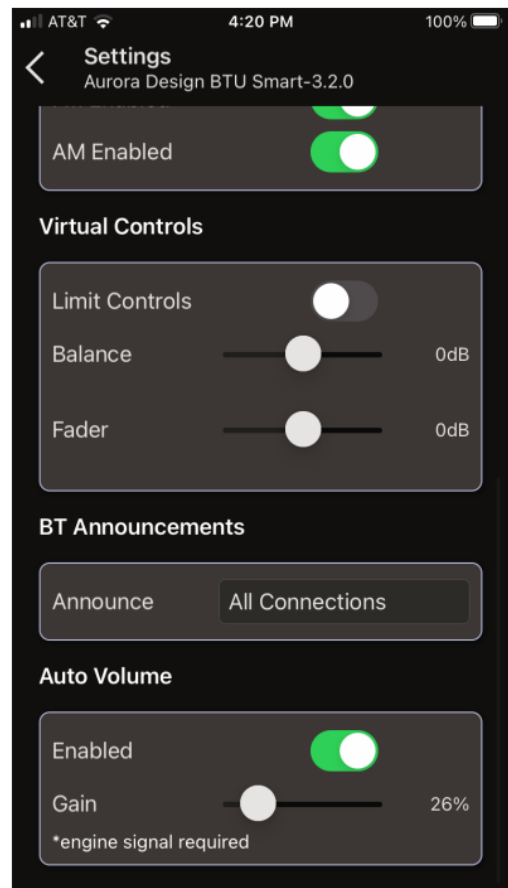 AT&T 4:20 PM 100%
Settings
Aurora Design BTU Smart-3.2.0
Enabled
AM Enabled
Virtual Controls
Limit Controls
Balance 0dB
Fader 0dB
BT Announcements
Announce All Connections
Auto Volume
Enabled
Gain 26%
*engine signal required